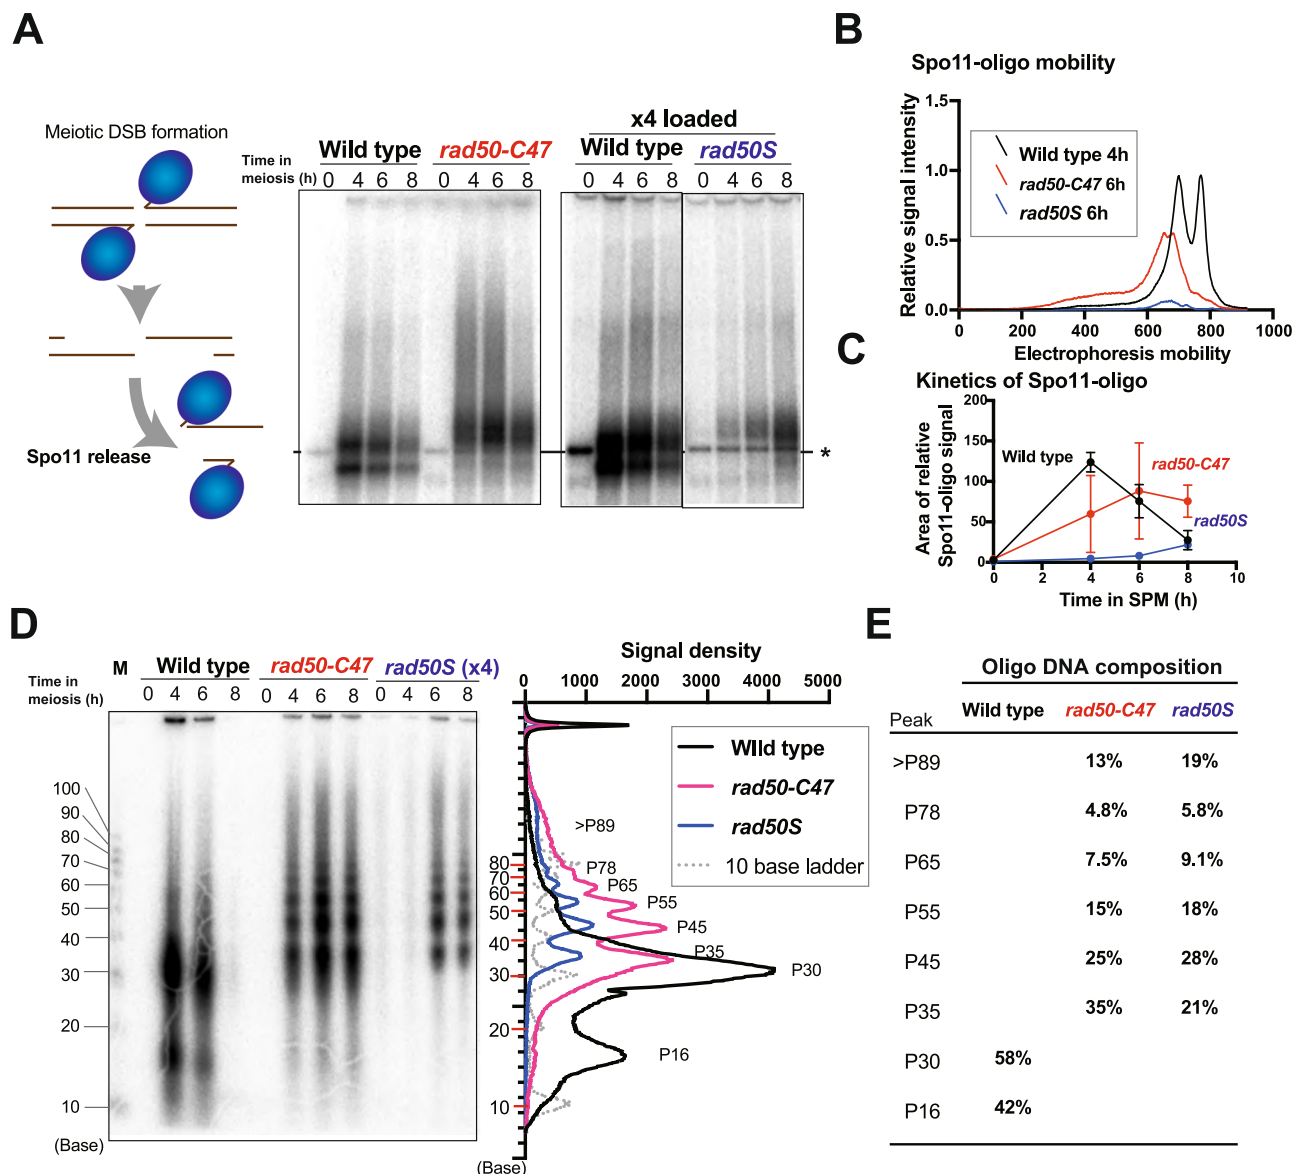 A
Meiotic DSB formation
Spo11 release
x4 loaded
Wild type rad50-C47 Wild type rad50S
Time in
meiosis (h)
0 4 6 8 0 4 6 8 0 4 6 8 0 4 6 8
*
B
Spo11-oligo mobility
Relative signal intensity
1.5
1.0
0.5
0.0
Wild type 4h
rad50-C47 6h
rad50S 6h
0 200 400 600 800 1000
Electrophoresis mobility
C
Kinetics of Spo11-oligo
Area of relative
Spo11-oligo signal
200
150
100
50
0
Wild type
rad50-C47
rad50S
0 2 4 6 8 10
Time in SPM (h)
D
M Wild type rad50-C47 rad50S (x4)
Time in
meiosis (h)
0 4 6 8 0 4 6 8 0 4 6 8
100
90
80
70
60
50
40
30
20
10
(Base)
Signal density
0 1000 2000 3000 4000 5000
WIld type
rad50-C47
rad50S
10 base ladder
80
70
60
50
40
30
20
10
(Base)
>P89
P78
P65
P55
P45
P35
P30
P16
E
Oligo DNA composition
Peak Wild type rad50-C47 rad50S
>P89 13% 19%
P78 4.8% 5.8%
P65 7.5% 9.1%
P55 15% 18%
P45 25% 28%
P35 35% 21%
P30 58%
P16 42%